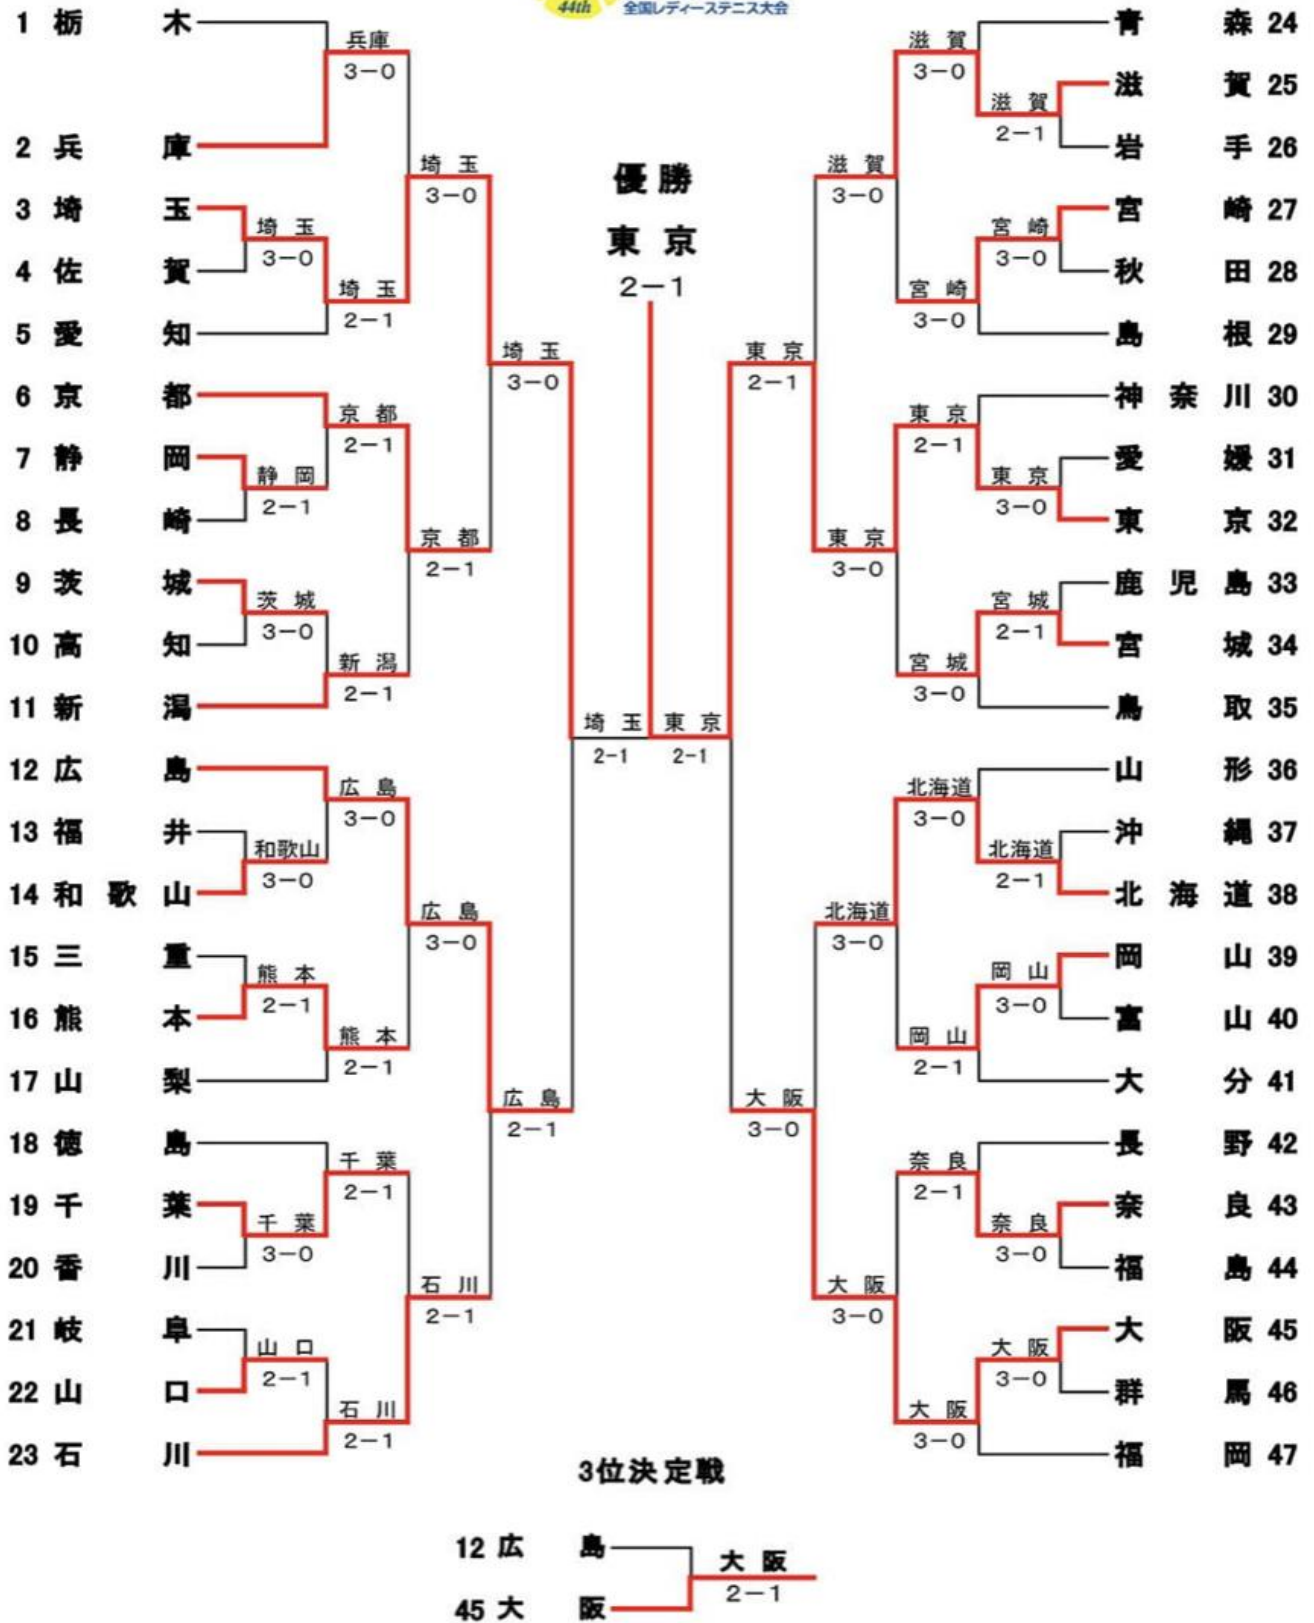 44th
全国レディーステニス大会
1 栃木
2 兵庫
3 埼玉
4 佐賀
5 愛知
6 京都
7 静岡
8 長崎
9 茨城
10 高知
11 新潟
12 広島
13 福井
14 和歌山
15 三重
16 熊本
17 山梨
18 徳島
19 千葉
20 香川
21 岐阜
22 山口
23 石川
埼玉
3-0
静岡
2-1
茨城
3-0
和歌山
3-0
熊本
2-1
千葉
3-0
山口
2-1
兵庫
3-0
埼玉
2-1
京都
2-1
新潟
2-1
広島
3-0
熊本
2-1
千葉
2-1
石川
2-1
埼玉
3-0
京都
2-1
広島
3-0
石川
2-1
埼玉
3-0
広島
2-1
埼玉
2-1
優勝
東京
2-1
東京
2-1
東京
2-1
大阪
3-0
滋賀
3-0
東京
3-0
北海道
3-0
大阪
3-0
滋賀
3-0
宮崎
3-0
東京
2-1
宮城
3-0
北海道
3-0
岡山
2-1
奈良
2-1
大阪
3-0
滋賀
2-1
宮崎
3-0
東京
3-0
宮城
2-1
北海道
2-1
岡山
3-0
奈良
3-0
大阪
3-0
青森 24
滋賀 25
岩手 26
宮崎 27
秋田 28
島根 29
神奈川 30
愛媛 31
東京 32
鹿児島 33
宮城 34
鳥取 35
山形 36
沖縄 37
北海道 38
岡山 39
富山 40
大分 41
長野 42
奈良 43
福島 44
大阪 45
群馬 46
福岡 47
3位決定戦
12 広島
45 大阪
大阪
2-1